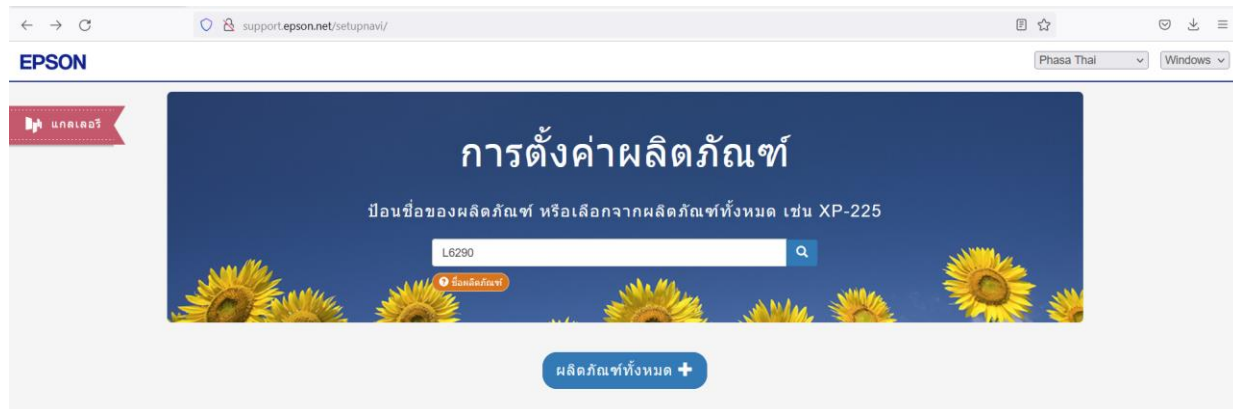 support.epson.net/setupnavi/
EPSON
Phasa Thai
Windows
แกลเลอรี
การตั้งค่าผลิตภัณฑ์
ป้อนชื่อของผลิตภัณฑ์ หรือเลือกจากผลิตภัณฑ์ทั้งหมด เช่น XP-225
L6290
ชื่อผลิตภัณฑ์
ผลิตภัณฑ์ทั้งหมด